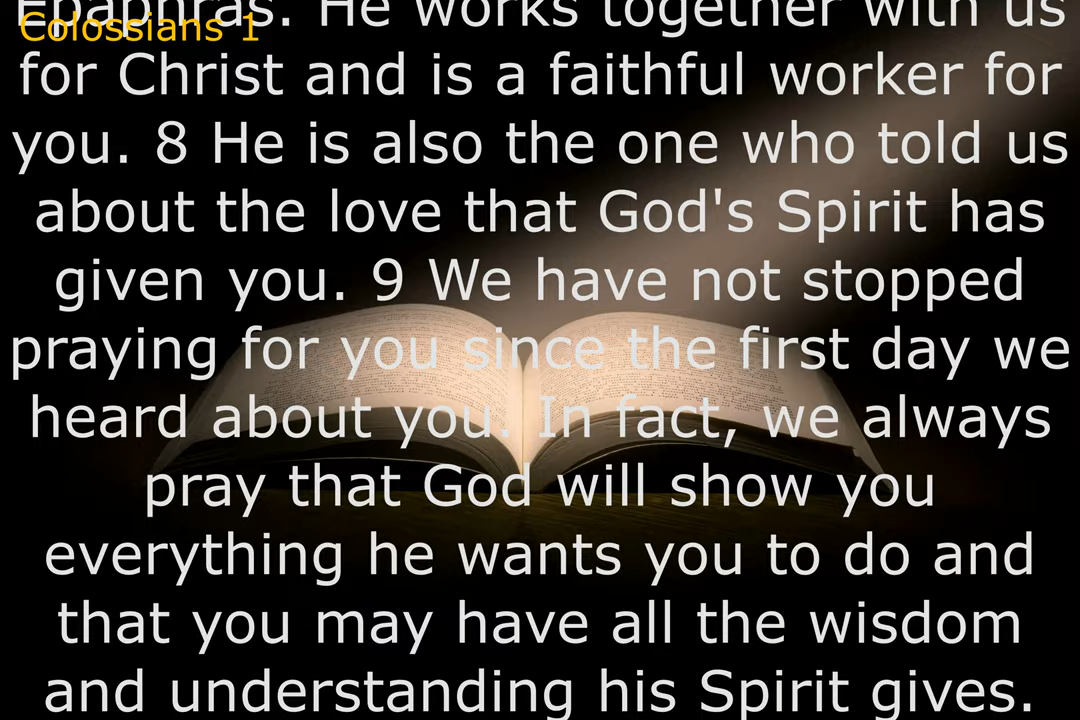 Epaphras. He works together with us
Colossians 1
for Christ and is a faithful worker for
you. 8 He is also the one who told us
about the love that God's Spirit has
given you. 9 We have not stopped
praying for you since the first day we
heard about you. In fact, we always
pray that God will show you
everything he wants you to do and
that you may have all the wisdom
and understanding his Spirit gives.